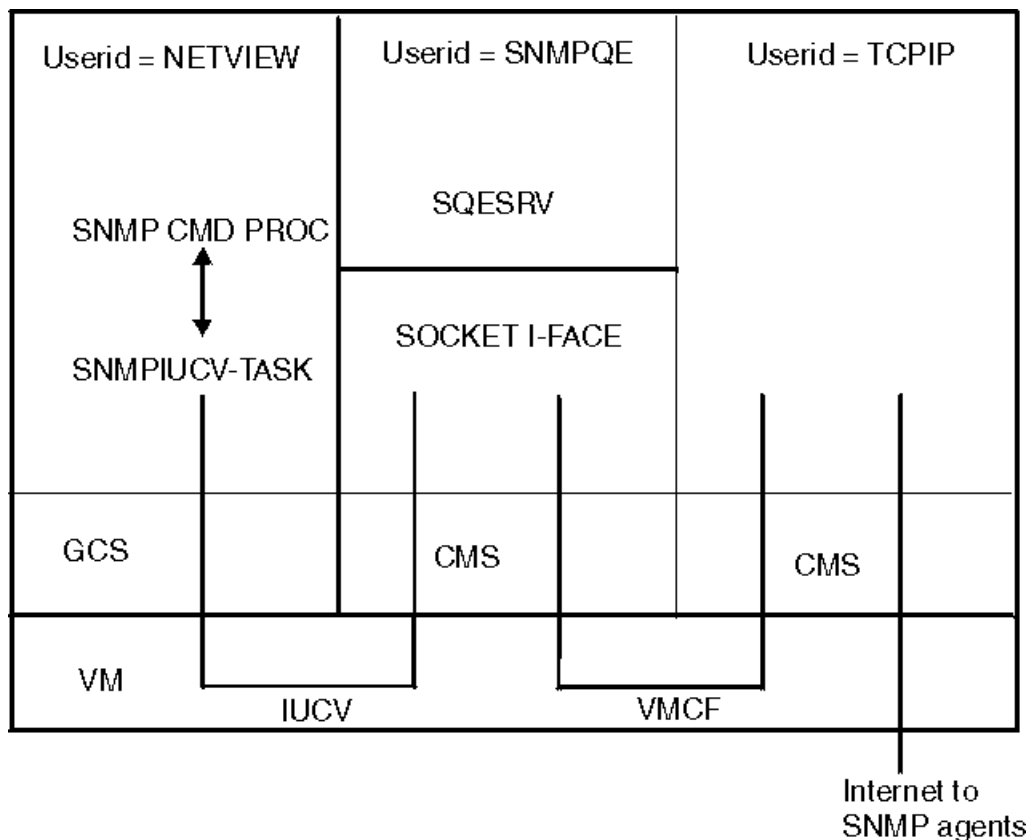 Userid = NETVIEW
Userid = SNMPQE
Userid = TCPIP
SQESRV
SNMP CMD PROC
SOCKET I-FACE
SNMPIUCV-TASK
GCS
CMS
CMS
VM
IUCV
VMCF
Internet to
SNMP agents